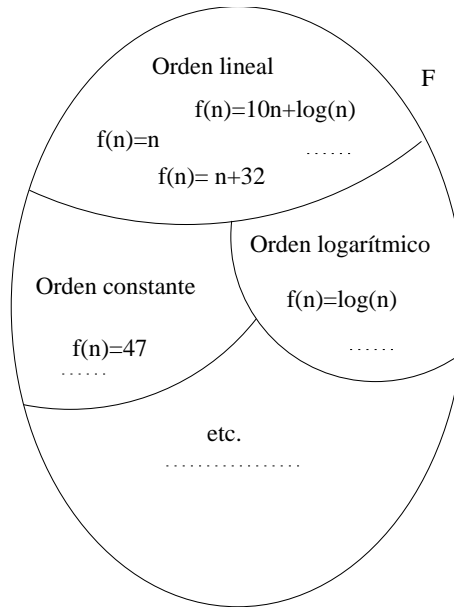 Orden lineal
F
f(n)=10n+log(n)
f(n)=n
......
f(n)= n+32
Orden logarítmico
Orden constante
f(n)=log(n)
f(n)=47
......
......
etc.
.................